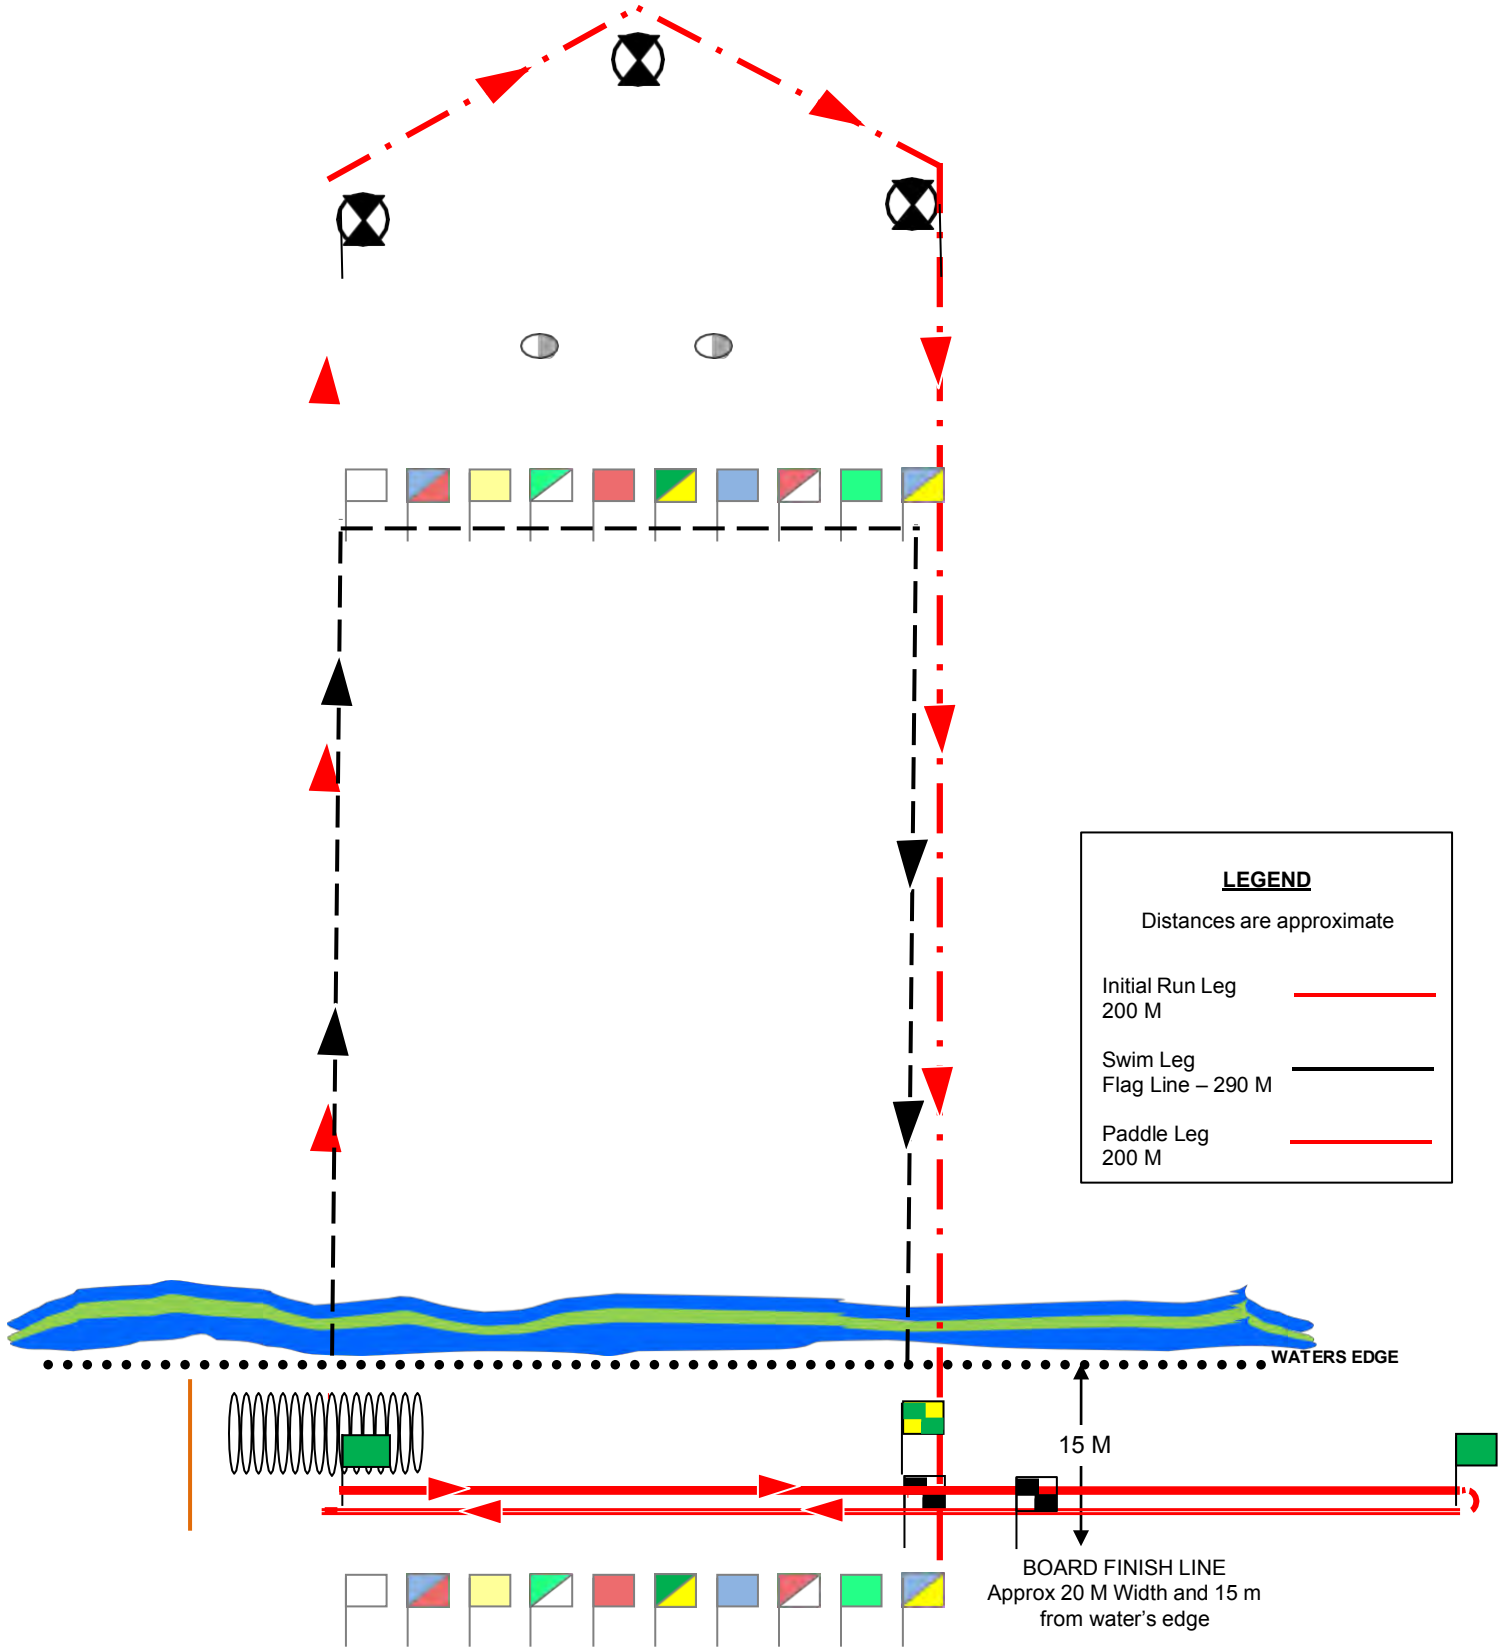 LEGEND
Distances are approximate
Initial Run Leg
200 M
Swim Leg
Flag Line – 290 M
Paddle Leg
200 M
WATERS EDGE
15 M
BOARD FINISH LINE
Approx 20 M Width and 15 m
from water's edge